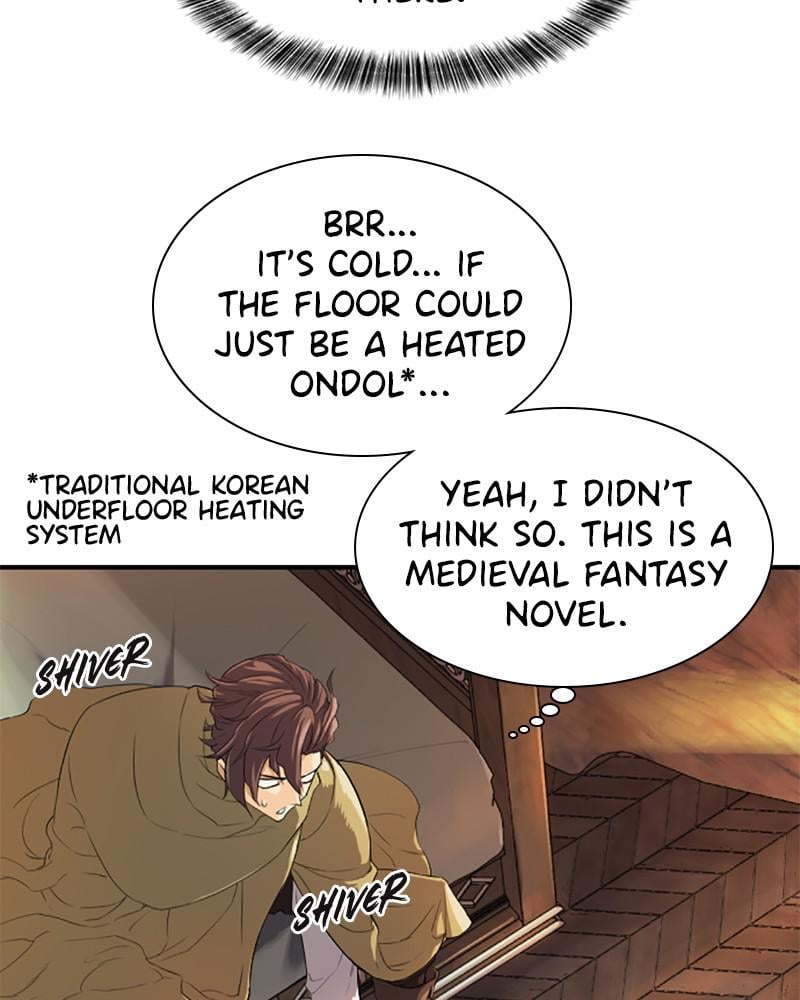 THERE.
BRR...
IT'S COLD... IF
THE FLOOR COULD
JUST BE A HEATED
ONDOL*...
*TRADITIONAL KOREAN
UNDERFLOOR HEATING
SYSTEM
YEAH, I DIDN'T
THINK SO. THIS IS A
MEDIEVAL FANTASY
NOVEL.
SHIVER
SHIVER